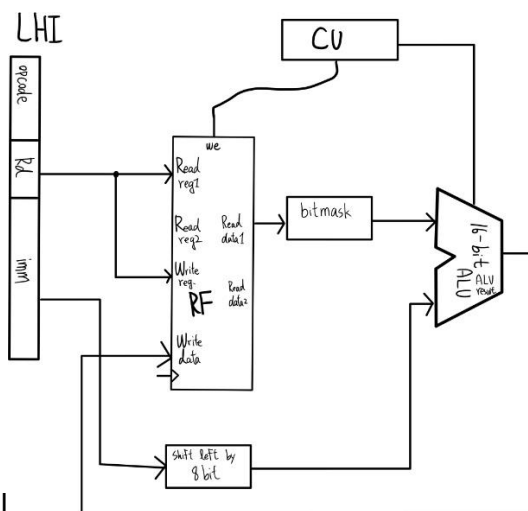 LHI
CU
opcode
Rd
imm
we
Read
reg1
Read
reg2
Write
reg.
RF
Write
data
Read
data1
Read
data2
bitmask
16-bit
ALU
ALU
result
shift left by
8 bit